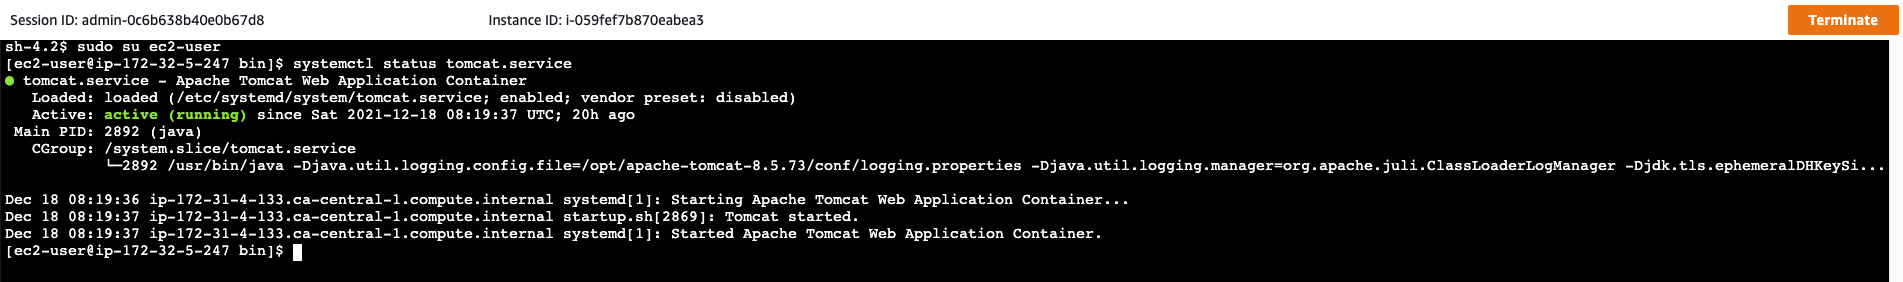 Session ID: admin-0c6b638b40e0b67d8 Instance ID: i-059fef7b870eabea3 Terminate
sh-4.2$ sudo su ec2-user
[ec2-user@ip-172-32-5-247 bin]$ systemctl status tomcat.service
● tomcat.service - Apache Tomcat Web Application Container
Loaded: loaded (/etc/systemd/system/tomcat.service; enabled; vendor preset: disabled)
Active: active (running) since Sat 2021-12-18 08:19:37 UTC; 20h ago
Main PID: 2892 (java)
CGroup: /system.slice/tomcat.service
└─2892 /usr/bin/java -Djava.util.logging.config.file=/opt/apache-tomcat-8.5.73/conf/logging.properties -Djava.util.logging.manager=org.apache.juli.ClassLoaderLogManager -Djdk.tls.ephemeralDHKeySi...
Dec 18 08:19:36 ip-172-31-4-133.ca-central-1.compute.internal systemd[1]: Starting Apache Tomcat Web Application Container...
Dec 18 08:19:37 ip-172-31-4-133.ca-central-1.compute.internal startup.sh[2869]: Tomcat started.
Dec 18 08:19:37 ip-172-31-4-133.ca-central-1.compute.internal systemd[1]: Started Apache Tomcat Web Application Container.
[ec2-user@ip-172-32-5-247 bin]$